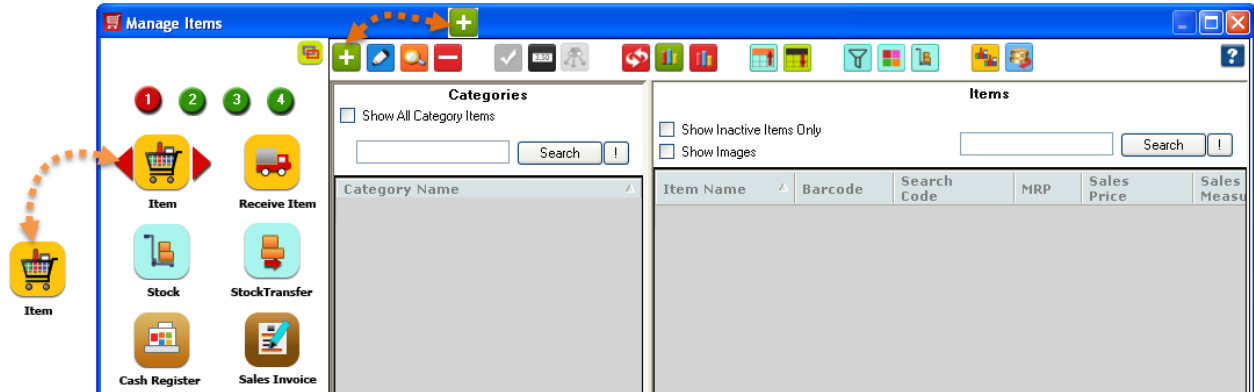 Manage Items
?
1 2 3 4
3.50
Categories
Items
Show All Category Items
Show Inactive Items Only
Show Images
Search !
Search !
Category Name
Item Name Barcode Search Code MRP Sales Price Sales Measu
Item Receive Item
Stock StockTransfer
Item
Cash Register Sales Invoice